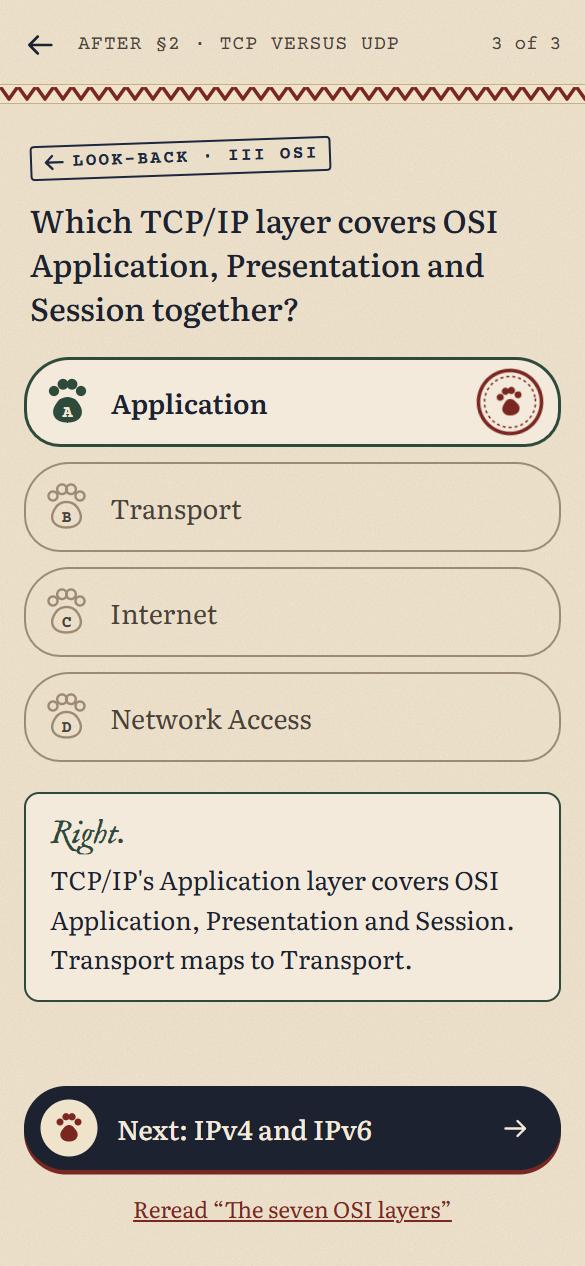 ← AFTER §2 · TCP VERSUS UDP 3 of 3
← LOOK-BACK · III OSI
Which TCP/IP layer covers OSI
Application, Presentation and
Session together?
A Application
B Transport
C Internet
D Network Access
Right.
TCP/IP's Application layer covers OSI
Application, Presentation and Session.
Transport maps to Transport.
Next: IPv4 and IPv6 →
Reread “The seven OSI layers”